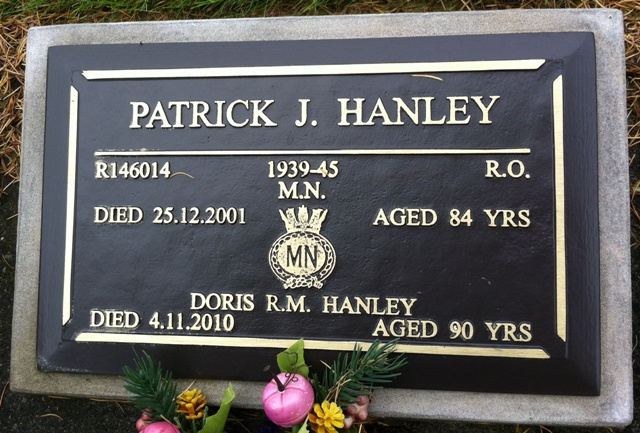 PATRICK J. HANLEY
R146014 1939-45 R.O.
M.N.
DIED 25.12.2001 AGED 84 YRS
MN
DORIS R.M. HANLEY
DIED 4.11.2010 AGED 90 YRS